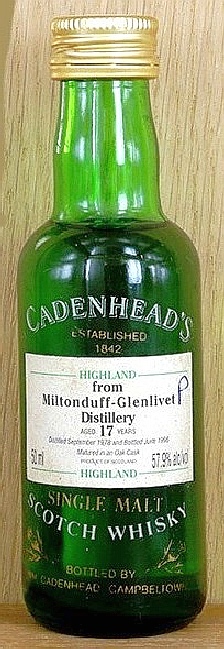 CADENHEAD'S
ESTABLISHED
1842
HIGHLAND
from
Miltonduff-Glenlivet P
Distillery
AGED 17 YEARS
Distilled September 1978 and Bottled June 1996
Matured in an Oak Cask
50 ml PRODUCT OF SCOTLAND 57.9% alc/vol
HIGHLAND
SINGLE MALT
SCOTCH WHISKY
BOTTLED BY
CADENHEAD CAMPBELTOWN